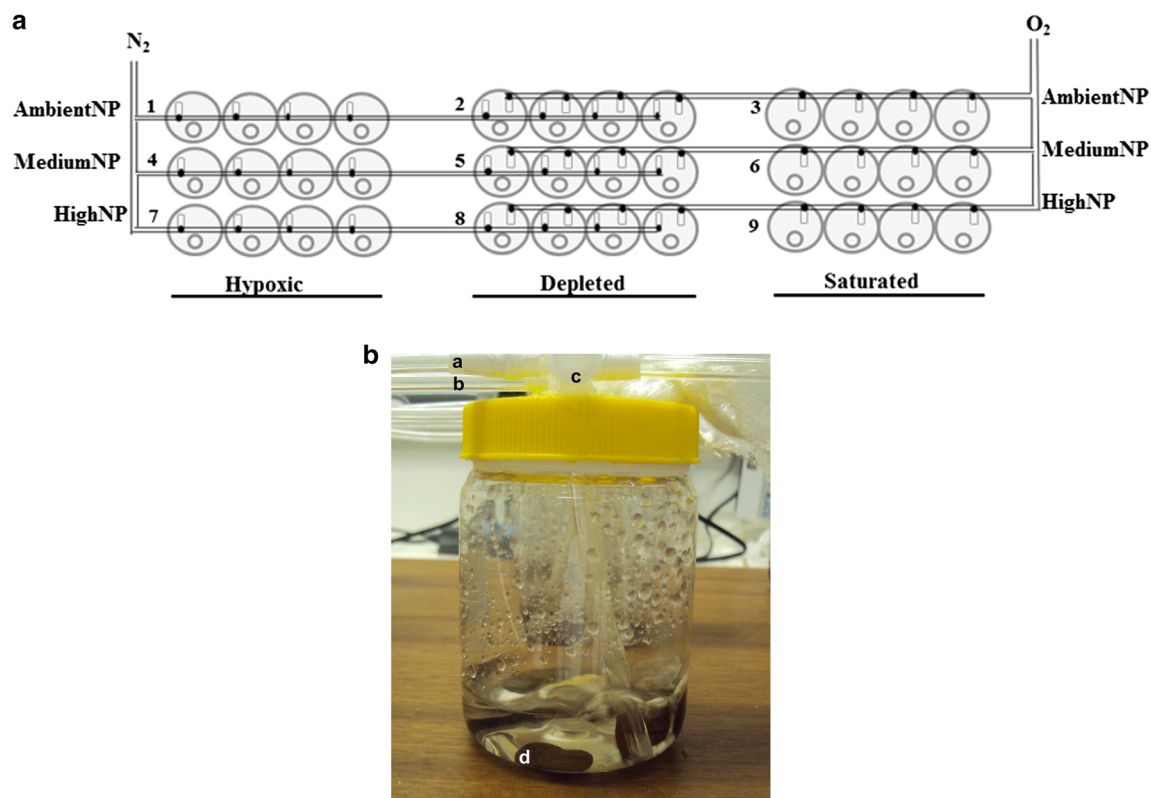 a
N2
O2
AmbientNP 1 2 3 AmbientNP
MediumNP 4 5 6 MediumNP
HighNP 7 8 9 HighNP
Hypoxic Depleted Saturated
b
a
b
c
d